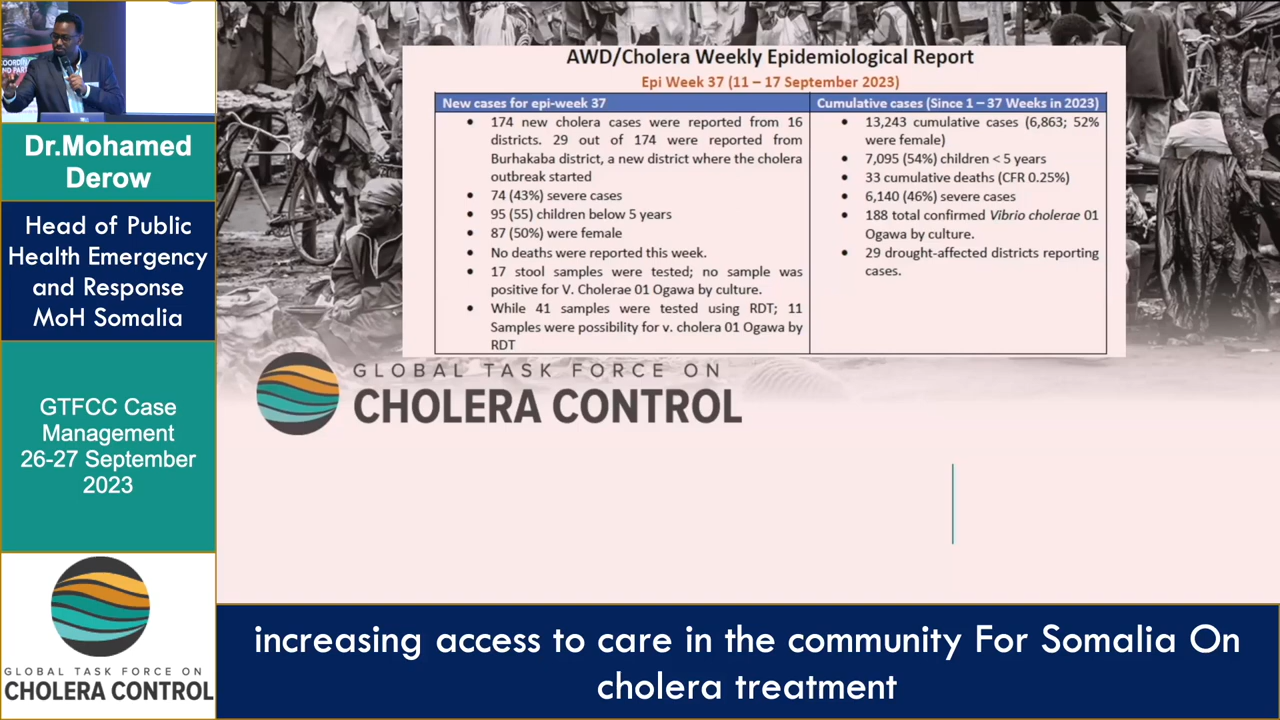 COORDIN
AND PART
Dr.Mohamed
Derow
Head of Public
Health Emergency
and Response
MoH Somalia
GTFCC Case
Management
26-27 September
2023
GLOBAL TASK FORCE ON
CHOLERA CONTROL
AWD/Cholera Weekly Epidemiological Report
Epi Week 37 (11 – 17 September 2023)
New cases for epi-week 37
• 174 new cholera cases were reported from 16
districts. 29 out of 174 were reported from
Burhakaba district, a new district where the cholera
outbreak started
• 74 (43%) severe cases
• 95 (55) children below 5 years
• 87 (50%) were female
• No deaths were reported this week.
• 17 stool samples were tested; no sample was
positive for V. Cholerae 01 Ogawa by culture.
• While 41 samples were tested using RDT; 11
Samples were possibility for v. cholera 01 Ogawa by
RDT
Cumulative cases (Since 1 – 37 Weeks in 2023)
• 13,243 cumulative cases (6,863; 52%
were female)
• 7,095 (54%) children < 5 years
• 33 cumulative deaths (CFR 0.25%)
• 6,140 (46%) severe cases
• 188 total confirmed Vibrio cholerae 01
Ogawa by culture.
• 29 drought-affected districts reporting
cases.
GLOBAL TASK FORCE ON
CHOLERA CONTROL
increasing access to care in the community For Somalia On
cholera treatment